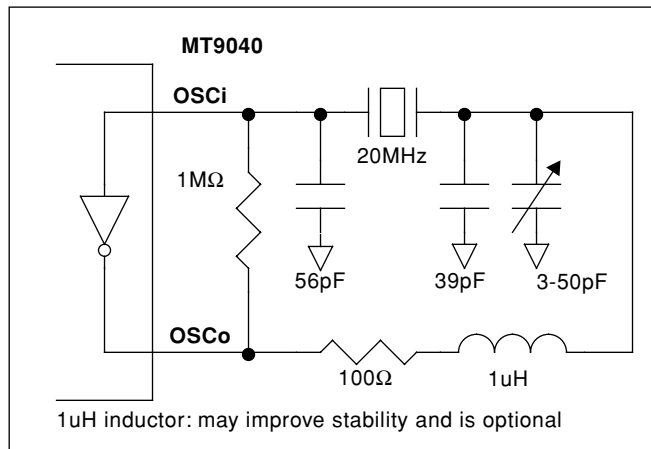 MT9040
OSCi
20MHz
1MΩ
56pF
39pF
3-50pF
OSCo
100Ω
1uH
1uH inductor: may improve stability and is optional